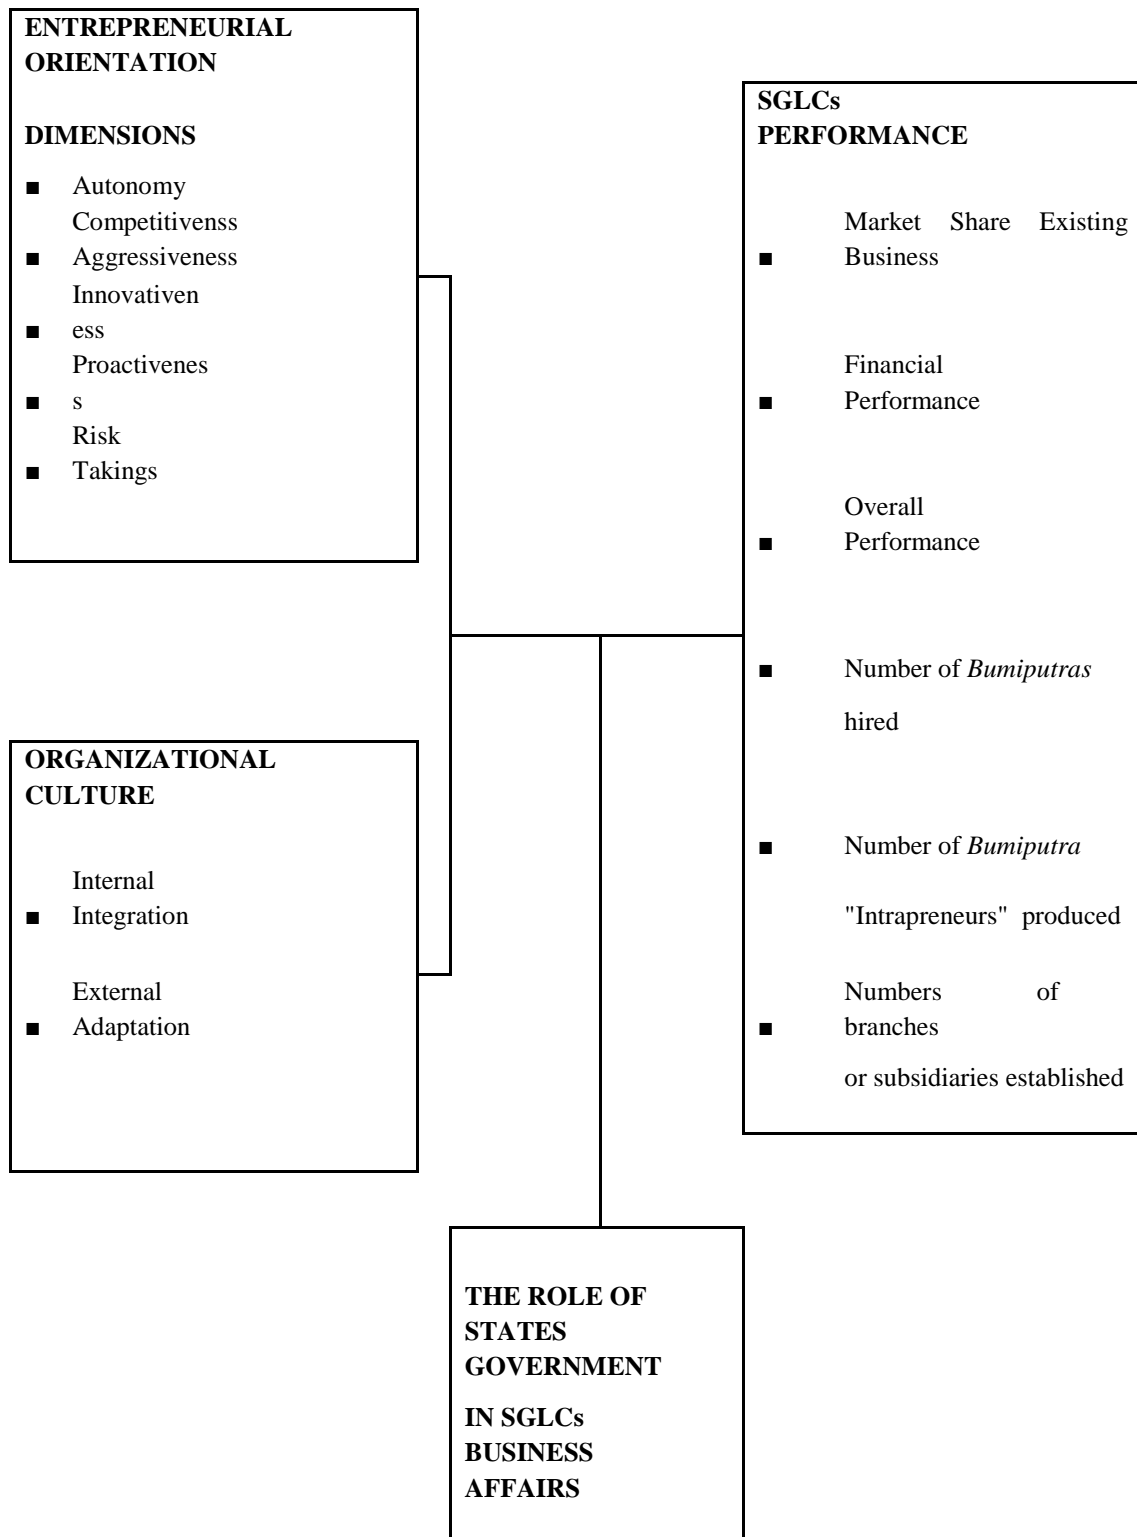 ENTREPRENEURIAL
ORIENTATION
DIMENSIONS
■ Autonomy
Competitivenss
■ Aggressiveness
Innovativen
■ ess
Proactivenes
■ s
Risk
■ Takings
ORGANIZATIONAL
CULTURE
Internal
■ Integration
External
■ Adaptation
SGLCs
PERFORMANCE
Market Share Existing
■ Business
Financial
■ Performance
Overall
■ Performance
■ Number of Bumiputras
hired
■ Number of Bumiputra
"Intrapreneurs" produced
Numbers of
■ branches
or subsidiaries established
THE ROLE OF
STATES
GOVERNMENT
IN SGLCs
BUSINESS
AFFAIRS